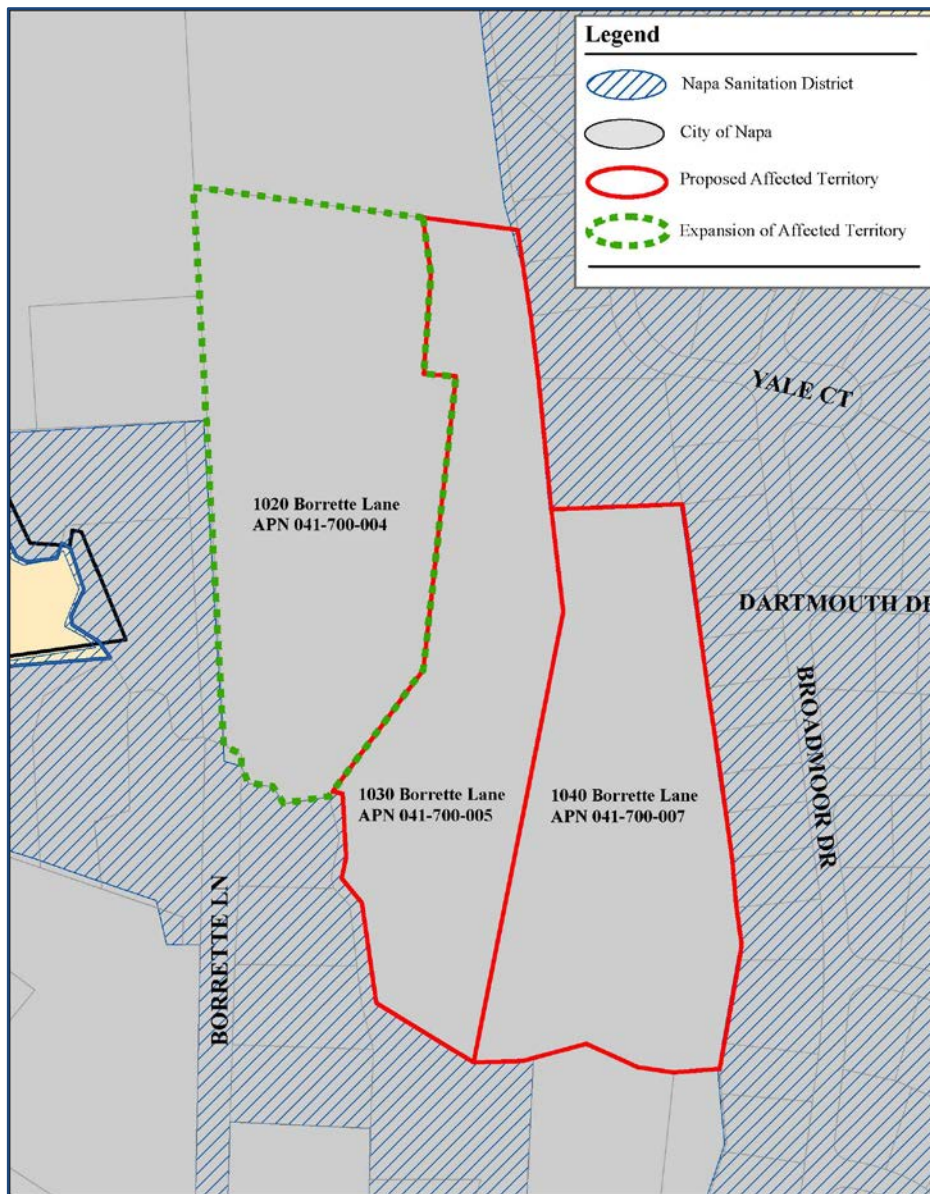 Legend
Napa Sanitation District
City of Napa
Proposed Affected Territory
Expansion of Affected Territory
YALE CT
1020 Borrette Lane
APN 041-700-004
DARTMOUTH DR
BROADMOOR DR
1030 Borrette Lane
APN 041-700-005
1040 Borrette Lane
APN 041-700-007
BORRETTE LN